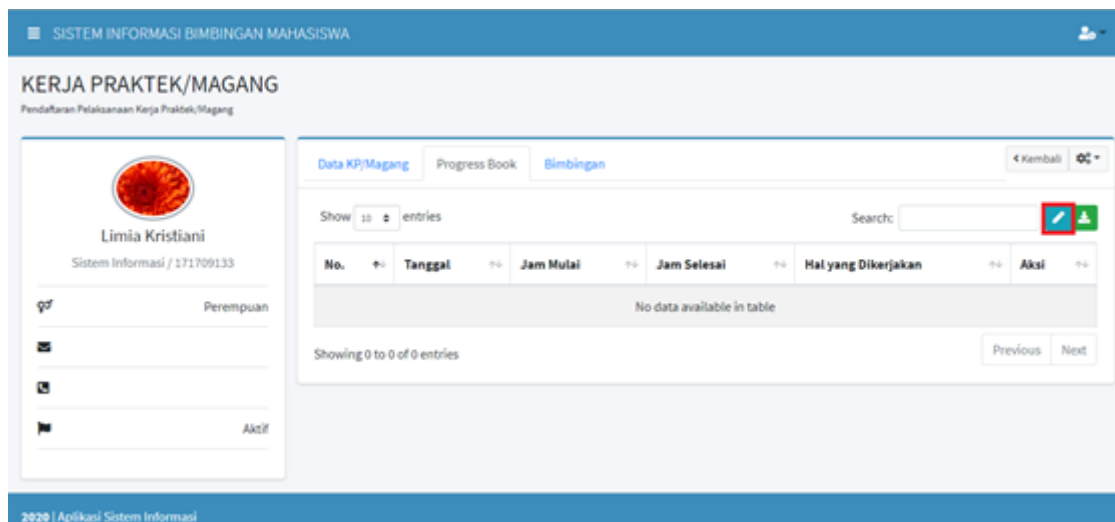 SISTEM INFORMASI BIMBINGAN MAHASISWA
KERJA PRAKTEK/MAGANG
Pendaftaran Pelaksanaan Kerja Praktek/Magang
Limia Kristiani
Sistem Informasi / 171709133
Perempuan
Aktif
Data KP/Magang Progress Book Bimbingan Kembali
Show 10 entries Search:
No. Tanggal Jam Mulai Jam Selesai Hal yang Dikerjakan Aksi
No data available in table
Showing 0 to 0 of 0 entries Previous Next
2020 | Aplikasi Sistem Informasi